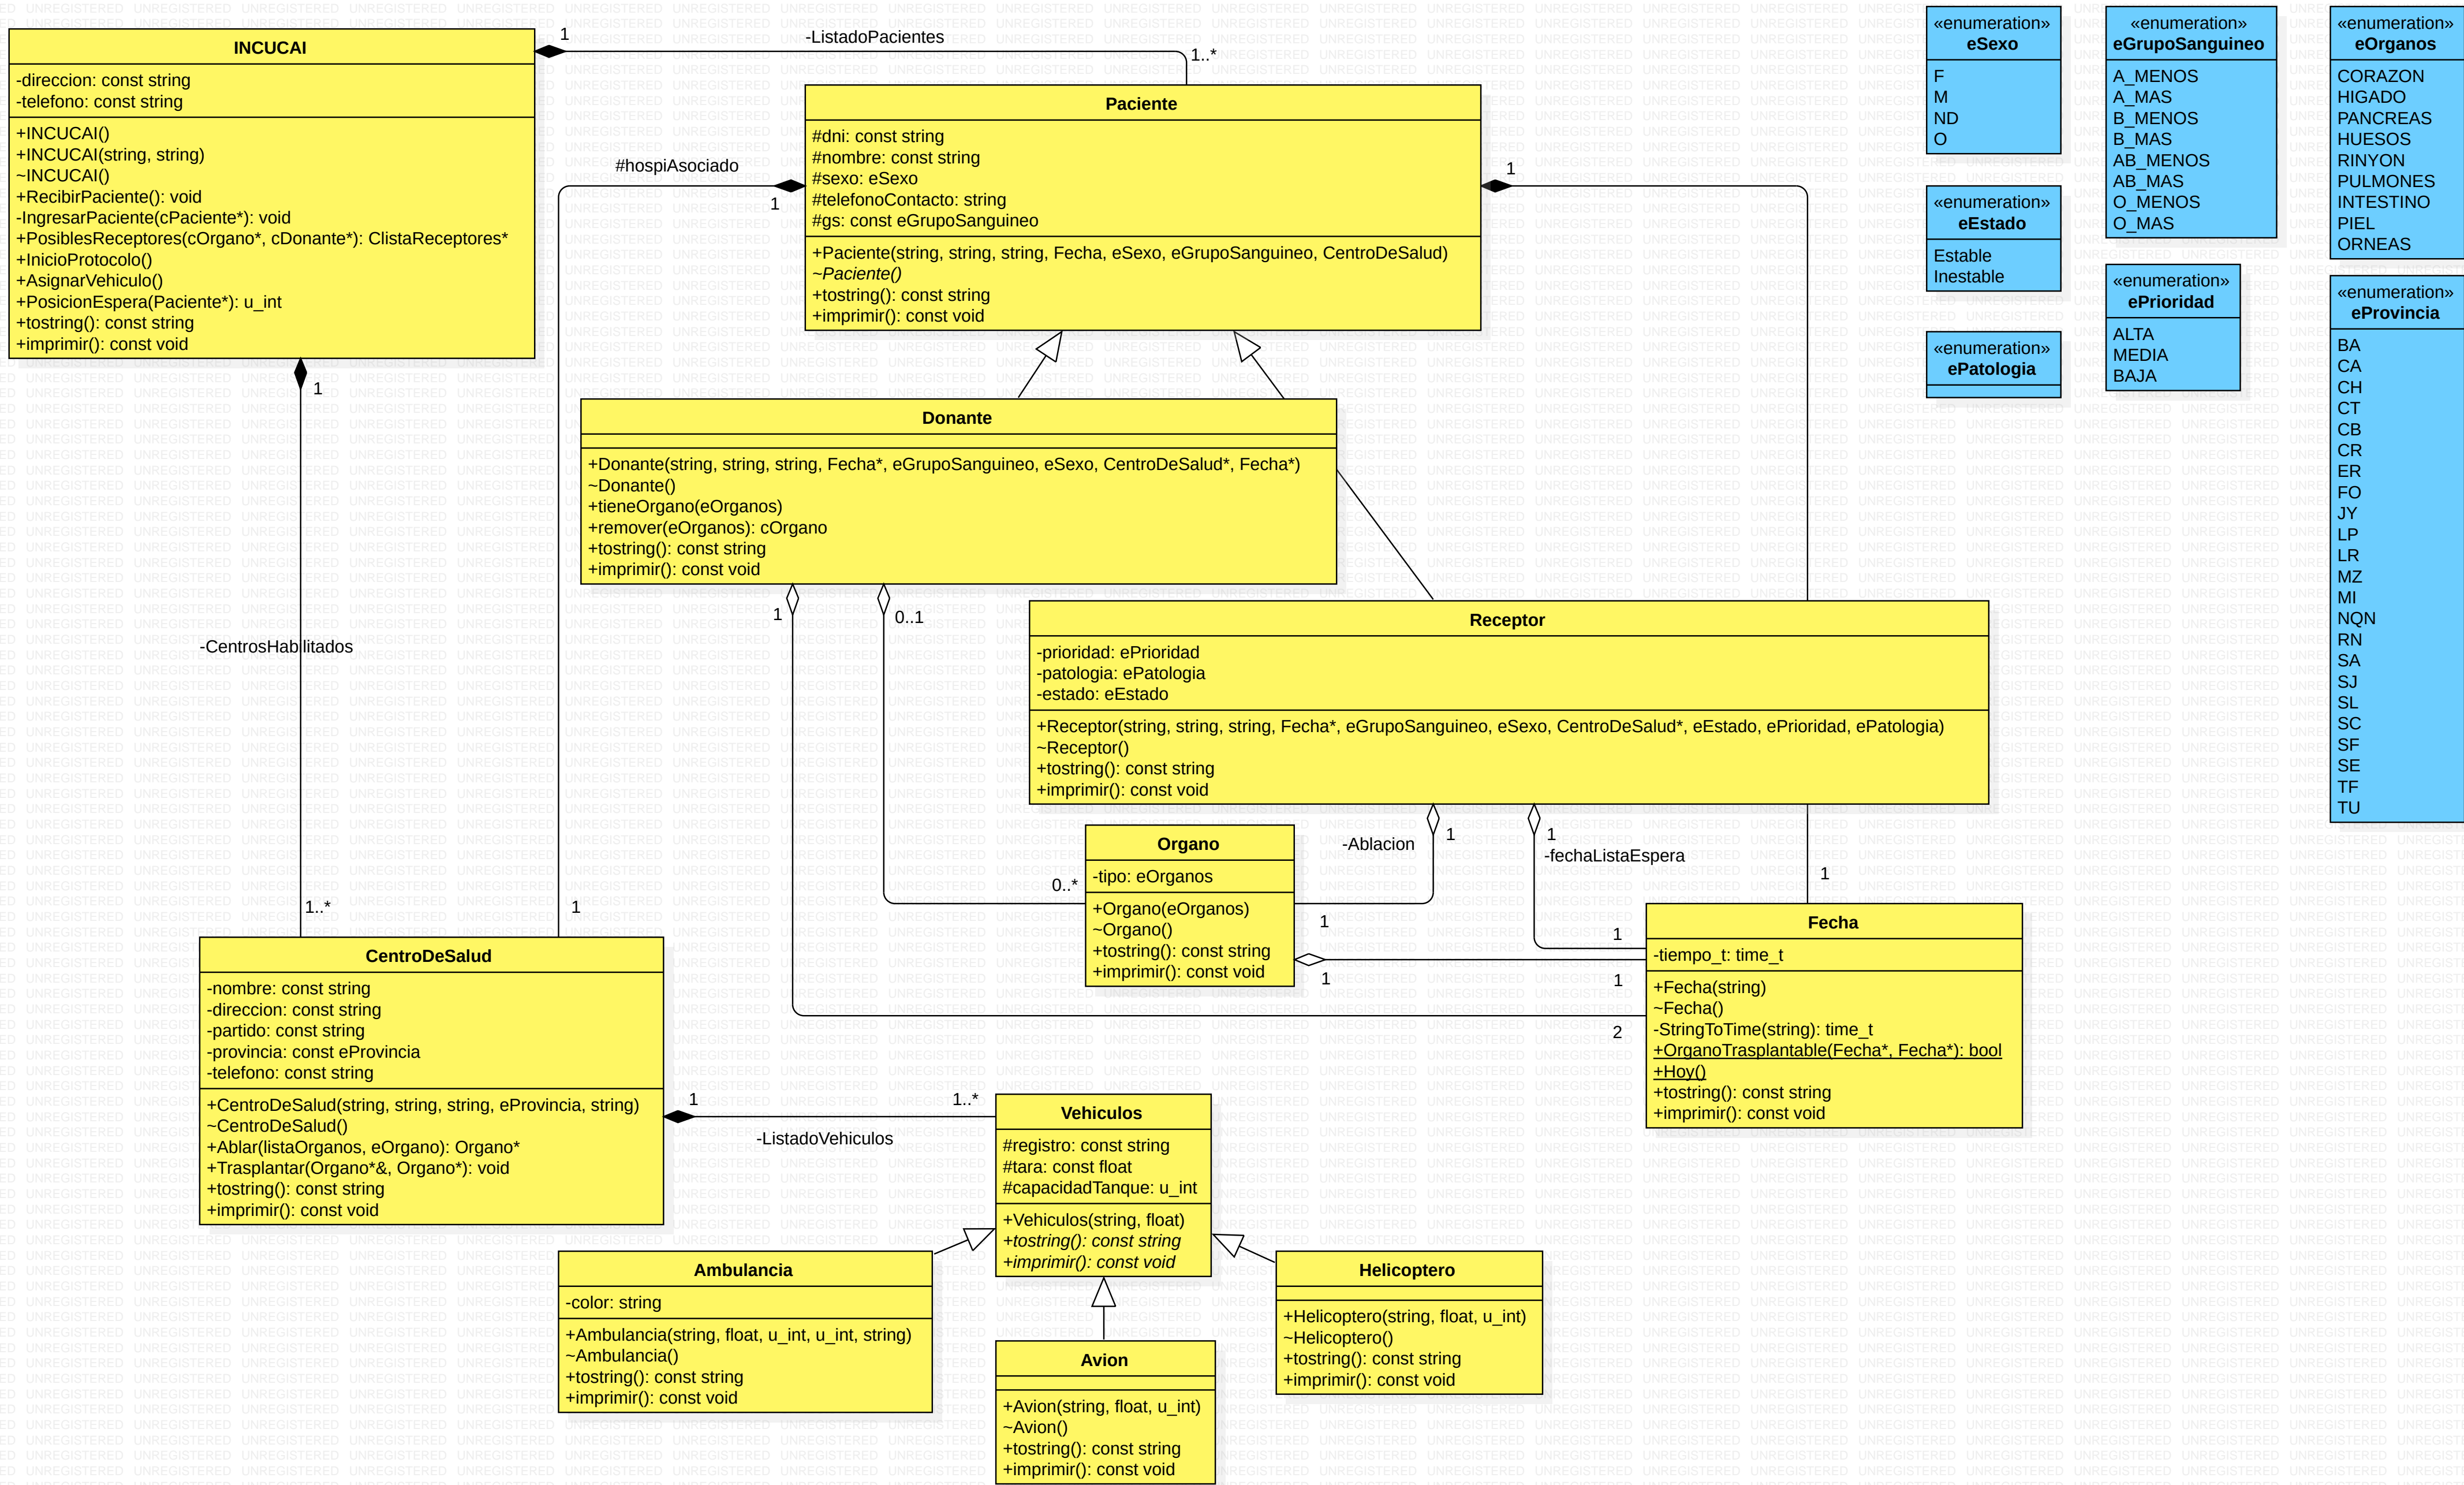 INCUCAI
-direccion: const string
-telefono: const string
+INCUCAI()
+INCUCAI(string, string)
~INCUCAI()
+RecibirPaciente(): void
-IngresarPaciente(cPaciente*): void
+PosiblesReceptores(cOrgano*, cDonante*): ClistaReceptores*
+InicioProtocolo()
+AsignarVehiculo()
+PosicionEspera(Paciente*): u_int
+tostring(): const string
+imprimir(): const void
1
-ListadoPacientes
1..*
Paciente
#dni: const string
#nombre: const string
#sexo: eSexo
#telefonoContacto: string
#gs: const eGrupoSanguineo
+Paciente(string, string, string, Fecha, eSexo, eGrupoSanguineo, CentroDeSalud)
~Paciente()
+tostring(): const string
+imprimir(): const void
#hospiAsociado
1
1
1
«enumeration»
eSexo
F
M
ND
O
«enumeration»
eGrupoSanguineo
A_MENOS
A_MAS
B_MENOS
B_MAS
AB_MENOS
AB_MAS
O_MENOS
O_MAS
«enumeration»
eOrganos
CORAZON
HIGADO
PANCREAS
HUESOS
RINYON
PULMONES
INTESTINO
PIEL
ORNEAS
«enumeration»
eEstado
Estable
Inestable
«enumeration»
ePrioridad
ALTA
MEDIA
BAJA
«enumeration»
eProvincia
BA
CA
CH
CT
CB
CR
ER
FO
JY
LP
LR
MZ
MI
NQN
RN
SA
SJ
SL
SC
SF
SE
TF
TU
«enumeration»
ePatologia
Donante
+Donante(string, string, string, Fecha*, eGrupoSanguineo, eSexo, CentroDeSalud*, Fecha*)
~Donante()
+tieneOrgano(eOrganos)
+remover(eOrganos): cOrgano
+tostring(): const string
+imprimir(): const void
1
0..1
-CentrosHabilitados
Receptor
-prioridad: ePrioridad
-patologia: ePatologia
-estado: eEstado
+Receptor(string, string, string, Fecha*, eGrupoSanguineo, eSexo, CentroDeSalud*, eEstado, ePrioridad, ePatologia)
~Receptor()
+tostring(): const string
+imprimir(): const void
-Ablacion
1
1
-fechaListaEspera
Organo
-tipo: eOrganos
+Organo(eOrganos)
~Organo()
+tostring(): const string
+imprimir(): const void
0..*
1
1
1
1
1
2
1..*
1
Fecha
-tiempo_t: time_t
+Fecha(string)
~Fecha()
-StringToTime(string): time_t
+OrganoTrasplantable(Fecha*, Fecha*): bool
+Hoy()
+tostring(): const string
+imprimir(): const void
CentroDeSalud
-nombre: const string
-direccion: const string
-partido: const string
-provincia: const eProvincia
-telefono: const string
+CentroDeSalud(string, string, string, eProvincia, string)
~CentroDeSalud()
+Ablar(listaOrganos, eOrgano): Organo*
+Trasplantar(Organo*&, Organo*): void
+tostring(): const string
+imprimir(): const void
1
1..*
-ListadoVehiculos
Vehiculos
#registro: const string
#tara: const float
#capacidadTanque: u_int
+Vehiculos(string, float)
+tostring(): const string
+imprimir(): const void
Ambulancia
-color: string
+Ambulancia(string, float, u_int, u_int, string)
~Ambulancia()
+tostring(): const string
+imprimir(): const void
Avion
+Avion(string, float, u_int)
~Avion()
+tostring(): const string
+imprimir(): const void
Helicoptero
+Helicoptero(string, float, u_int)
~Helicoptero()
+tostring(): const string
+imprimir(): const void
UNREGISTERED